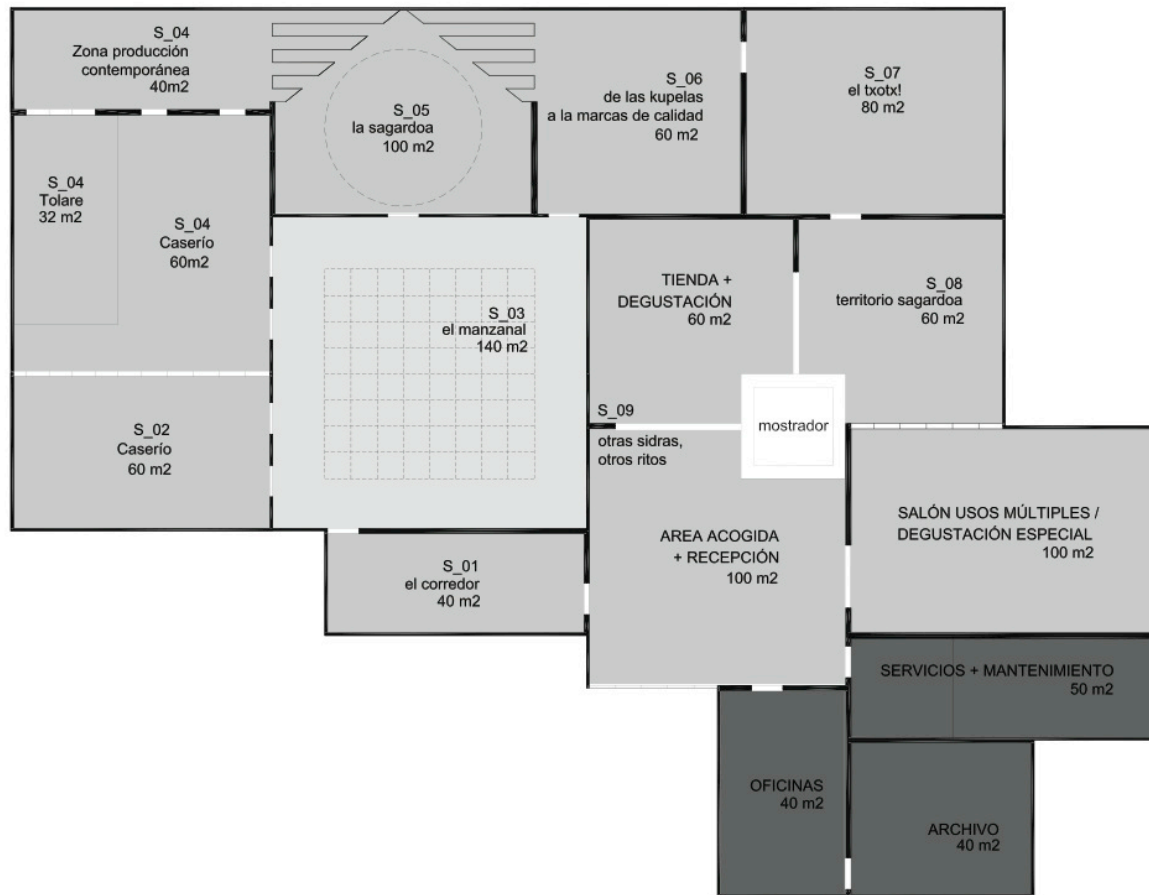 S_04
Zona producción
contemporánea
40m2
S_05
la sagardoa
100 m2
S_06
de las kupelas
a la marcas de calidad
60 m2
S_07
el txotx!
80 m2
S_04
Tolare
32 m2
S_04
Caserío
60m2
S_03
el manzanal
140 m2
TIENDA +
DEGUSTACIÓN
60 m2
S_08
territorio sagardoa
60 m2
S_02
Caserío
60 m2
S_09
otras sidras,
otros ritos
mostrador
S_01
el corredor
40 m2
AREA ACOGIDA
+ RECEPCIÓN
100 m2
SALÓN USOS MÚLTIPLES /
DEGUSTACIÓN ESPECIAL
100 m2
SERVICIOS + MANTENIMIENTO
50 m2
OFICINAS
40 m2
ARCHIVO
40 m2